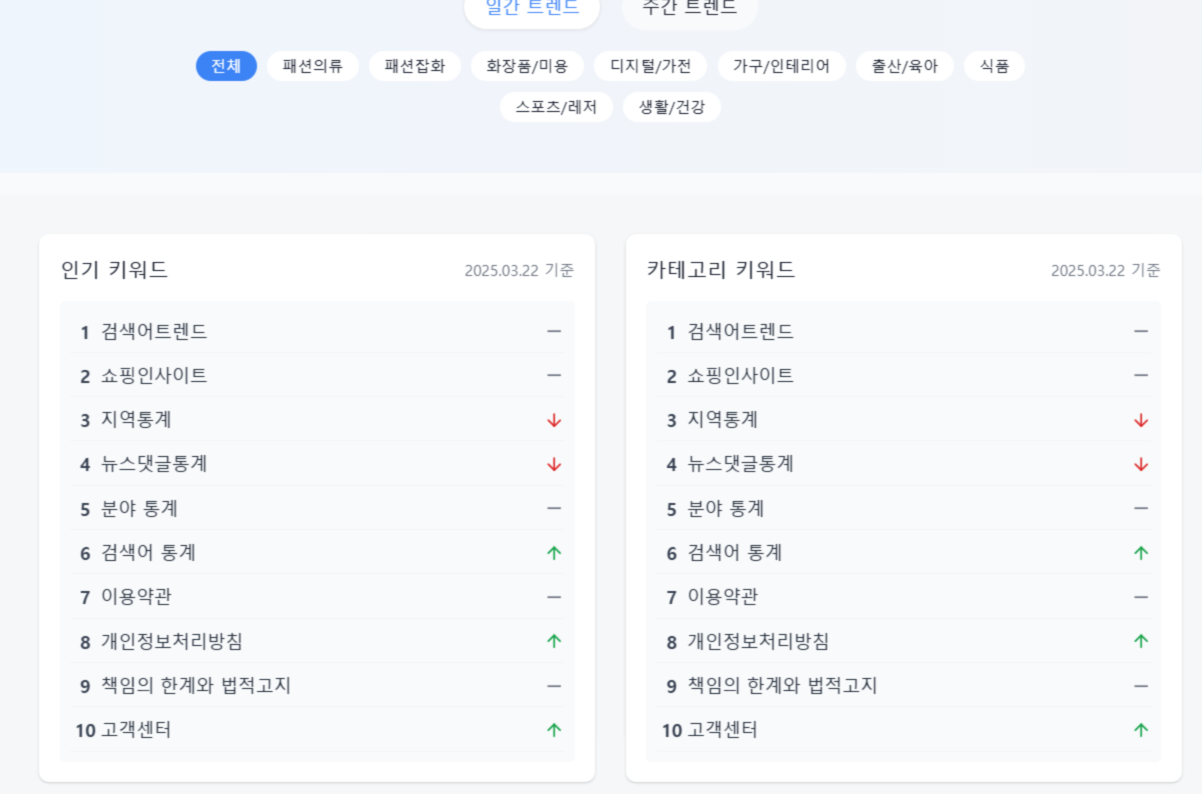 일간 트렌드 주간 트렌드
전체 패션의류 패션잡화 화장품/미용 디지털/가전 가구/인테리어 출산/육아 식품
스포츠/레저 생활/건강
인기 키워드 2025.03.22 기준
1 검색어트렌드 —
2 쇼핑인사이트 —
3 지역통계 ↓
4 뉴스댓글통계 ↓
5 분야 통계 —
6 검색어 통계 ↑
7 이용약관 —
8 개인정보처리방침 ↑
9 책임의 한계와 법적고지 —
10 고객센터 ↑
카테고리 키워드 2025.03.22 기준
1 검색어트렌드 —
2 쇼핑인사이트 —
3 지역통계 ↓
4 뉴스댓글통계 ↓
5 분야 통계 —
6 검색어 통계 ↑
7 이용약관 —
8 개인정보처리방침 ↑
9 책임의 한계와 법적고지 —
10 고객센터 ↑